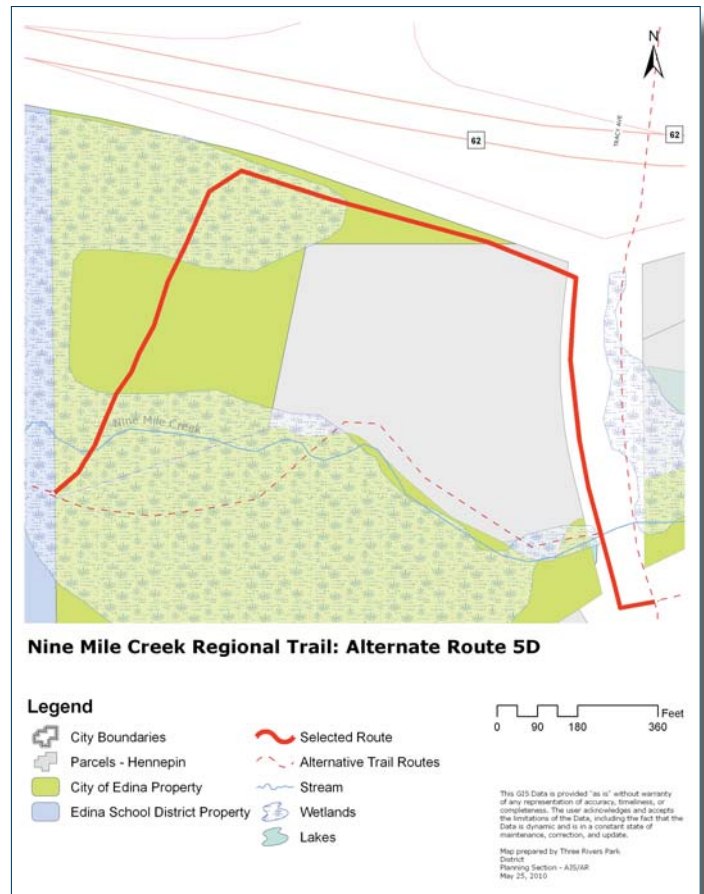 N
TRACY AVE
62
62
Nine Mile Creek
Nine Mile Creek Regional Trail: Alternate Route 5D
Legend
City Boundaries
Parcels - Hennepin
City of Edina Property
Edina School District Property
Selected Route
Alternative Trail Routes
Stream
Wetlands
Lakes
Feet
0 90 180 360
This GIS Data is provided "as is" without warranty
of any representation of accuracy, timeliness, or
completeness. The user acknowledges and accepts
the limitations of the Data, including the fact that the
Data is dynamic and is in a constant state of
maintenance, correction, and update.
Map prepared by Three Rivers Park
District
Planning Section - AIS/AR
May 25, 2010